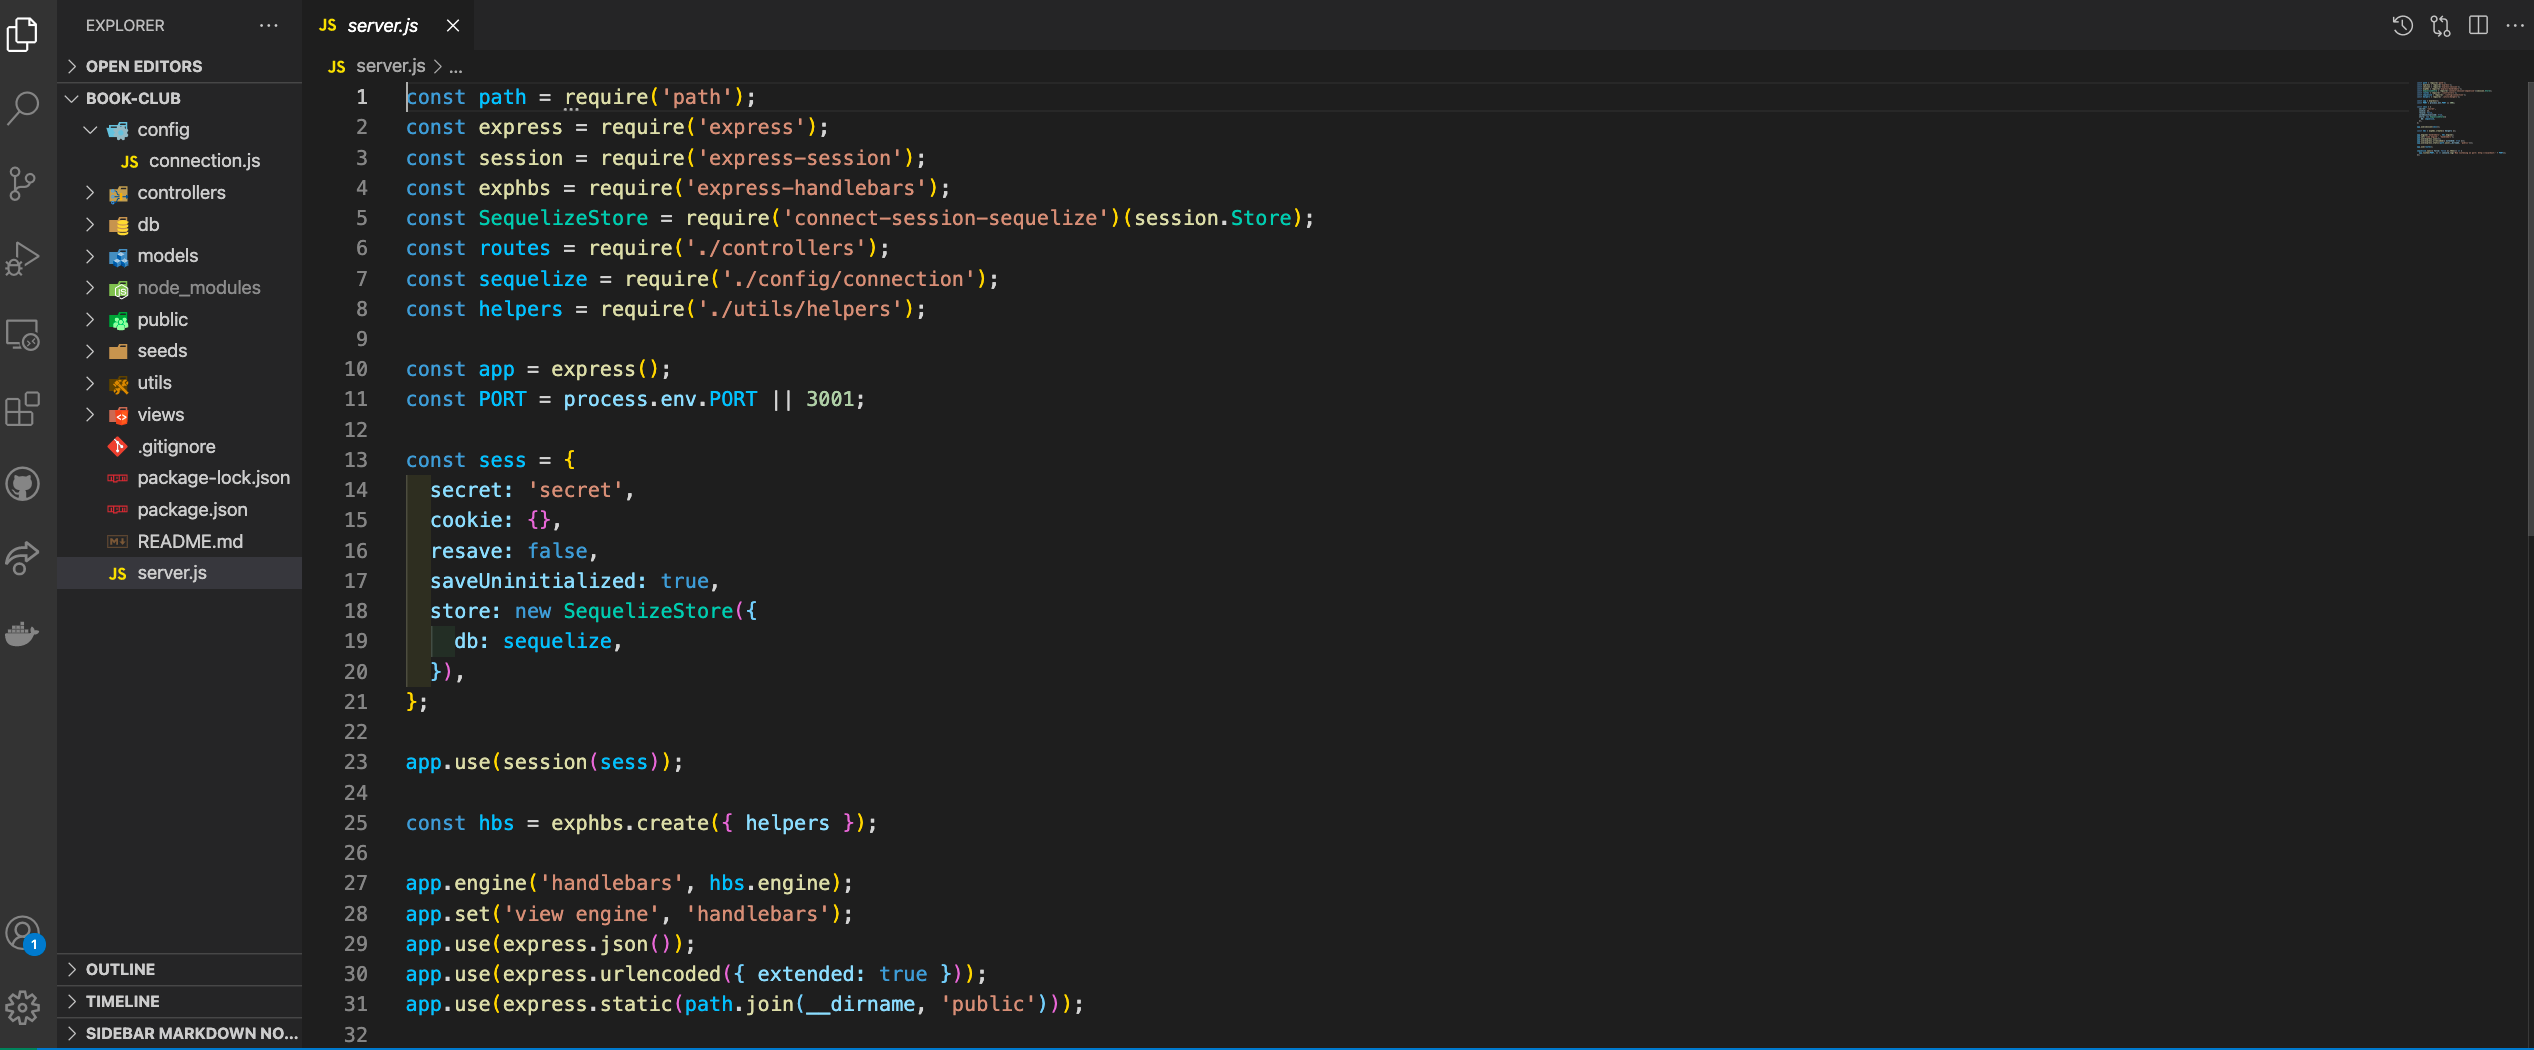 EXPLORER
OPEN EDITORS
BOOK-CLUB
config
JS connection.js
controllers
db
models
node_modules
public
seeds
utils
views
.gitignore
package-lock.json
package.json
README.md
JS server.js
OUTLINE
TIMELINE
SIDEBAR MARKDOWN NO...
1
JS server.js
JS server.js > ...
1 const path = require('path');
2 const express = require('express');
3 const session = require('express-session');
4 const exphbs = require('express-handlebars');
5 const SequelizeStore = require('connect-session-sequelize')(session.Store);
6 const routes = require('./controllers');
7 const sequelize = require('./config/connection');
8 const helpers = require('./utils/helpers');
9
10 const app = express();
11 const PORT = process.env.PORT || 3001;
12
13 const sess = {
14 secret: 'secret',
15 cookie: {},
16 resave: false,
17 saveUninitialized: true,
18 store: new SequelizeStore({
19 db: sequelize,
20 }),
21 };
22
23 app.use(session(sess));
24
25 const hbs = exphbs.create({ helpers });
26
27 app.engine('handlebars', hbs.engine);
28 app.set('view engine', 'handlebars');
29 app.use(express.json());
30 app.use(express.urlencoded({ extended: true }));
31 app.use(express.static(path.join(__dirname, 'public')));
32